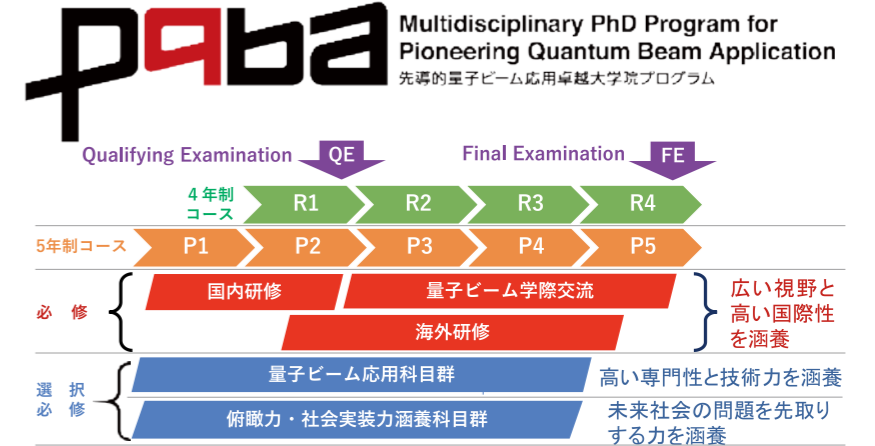 pqba
Multidisciplinary PhD Program for
Pioneering Quantum Beam Application
先導的量子ビーム応用卓越大学院プログラム
Qualifying Examination QE Final Examination FE
4年制
コース
R1 R2 R3 R4
5年制コース P1 P2 P3 P4 P5
必 修
国内研修 量子ビーム学際交流
海外研修
広い視野と
高い国際性
を涵養
選 択
必 修
量子ビーム応用科目群
高い専門性と技術力を涵養
俯瞰力・社会実装力涵養科目群
未来社会の問題を先取り
する力を涵養